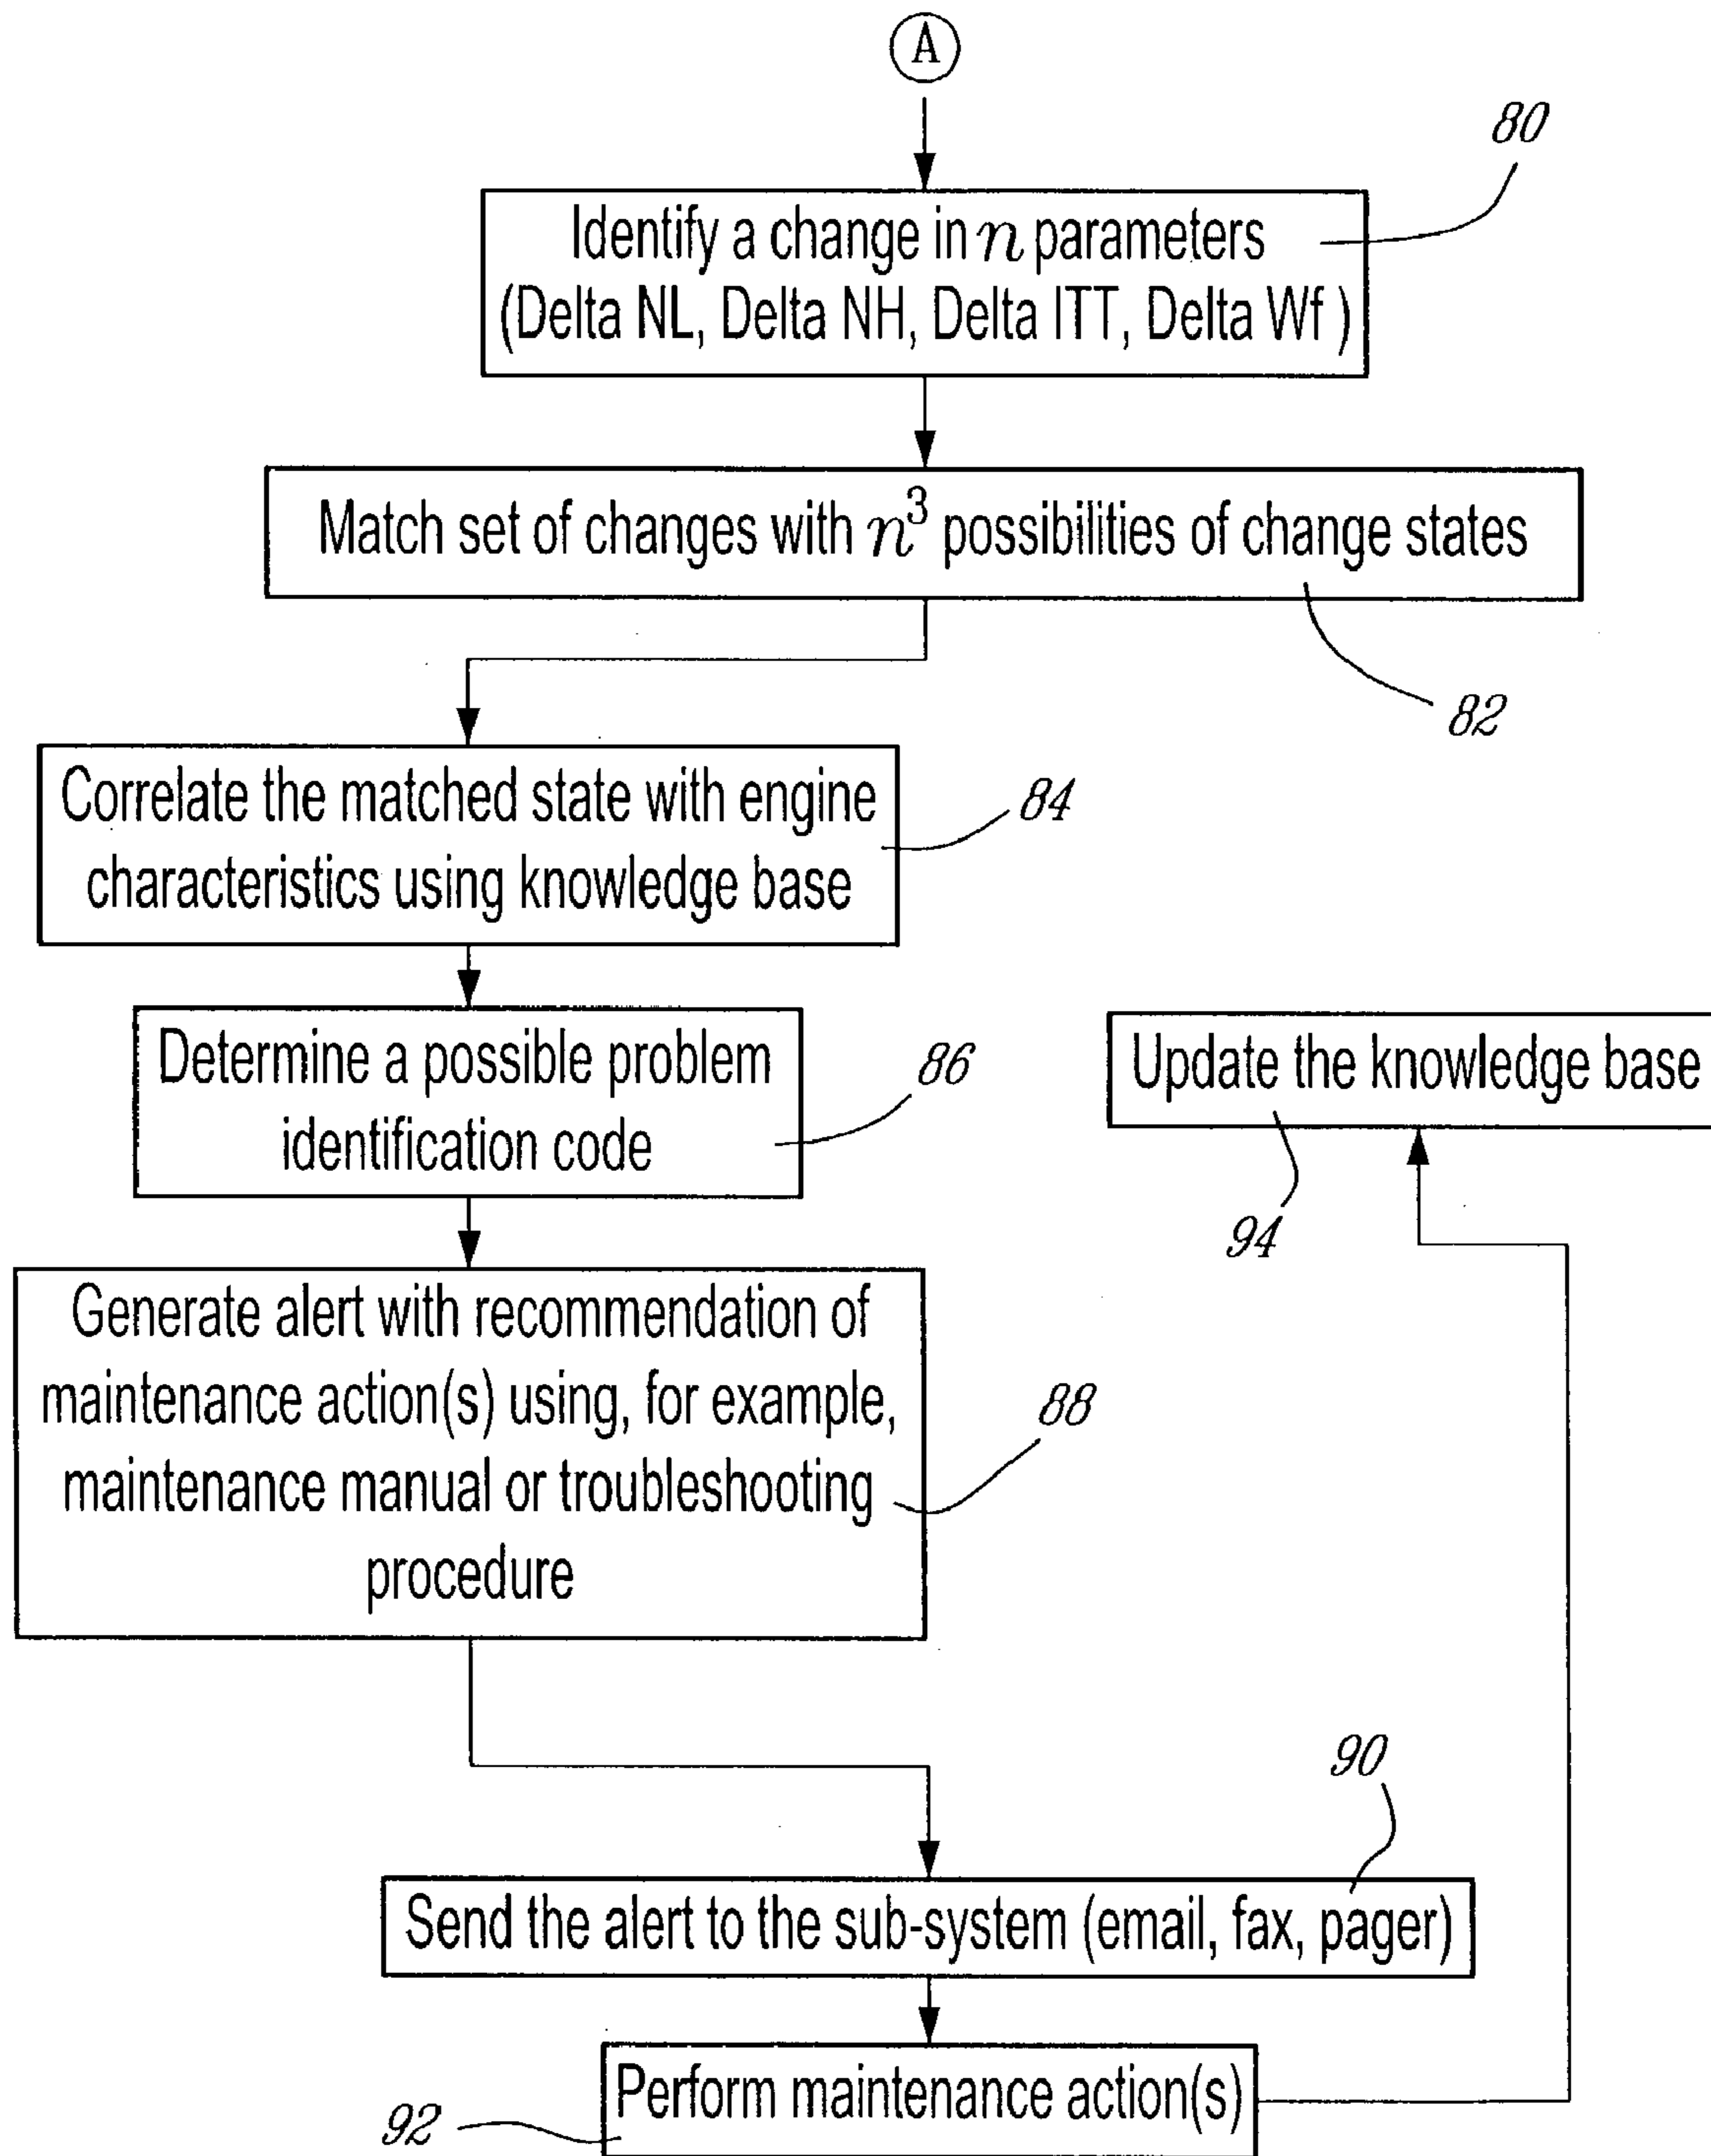 A
80
Identify a change in n parameters
(Delta NL, Delta NH, Delta ITT, Delta Wf )
Match set of changes with n³ possibilities of change states
82
Correlate the matched state with engine
characteristics using knowledge base
84
Determine a possible problem
identification code
86
Update the knowledge base
94
Generate alert with recommendation of
maintenance action(s) using, for example,
maintenance manual or troubleshooting
procedure
88
90
Send the alert to the sub-system (email, fax, pager)
Perform maintenance action(s)
92